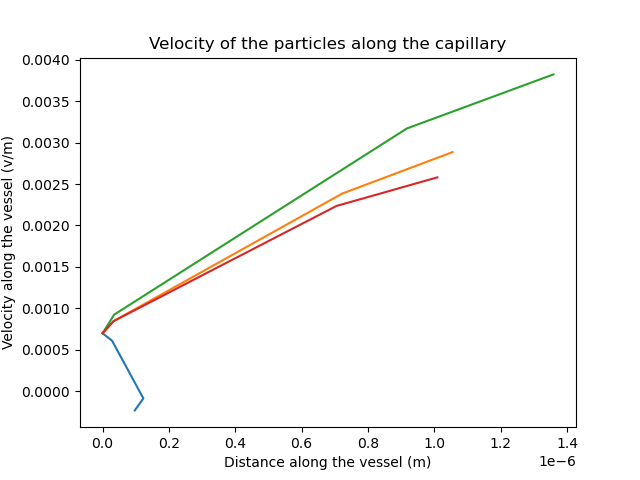 Velocity of the particles along the capillary
Velocity along the vessel (v/m)
0.0040
0.0035
0.0030
0.0025
0.0020
0.0015
0.0010
0.0005
0.0000
0.0 0.2 0.4 0.6 0.8 1.0 1.2 1.4
1e−6
Distance along the vessel (m)